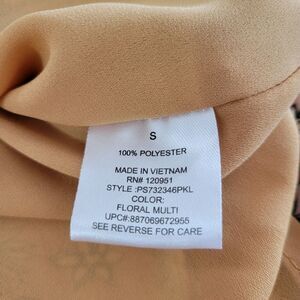 S
100% POLYESTER
MADE IN VIETNAM
RN# 120951
STYLE :PS732346PKL
COLOR:
FLORAL MULTI
UPC#:887069672955
SEE REVERSE FOR CARE